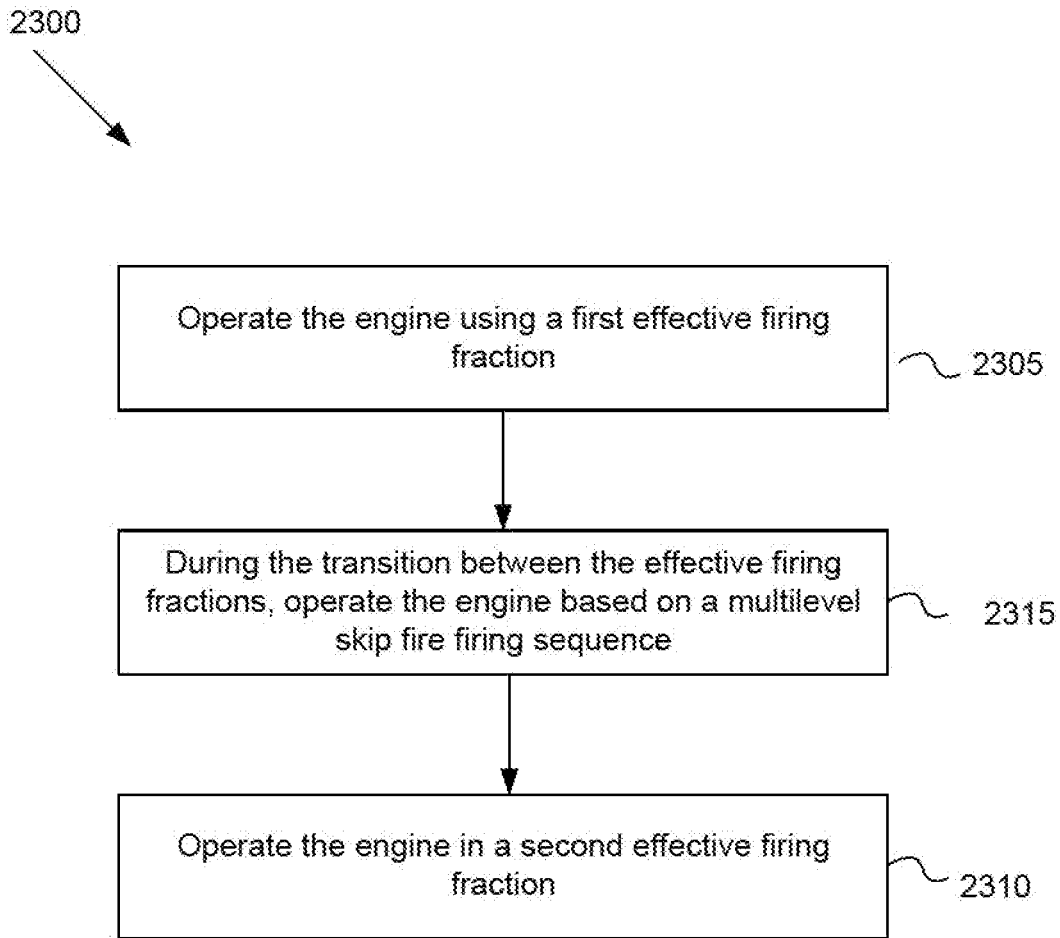 2300
Operate the engine using a first effective firing
fraction
2305
During the transition between the effective firing
fractions, operate the engine based on a multilevel
skip fire firing sequence
2315
Operate the engine in a second effective firing
fraction
2310